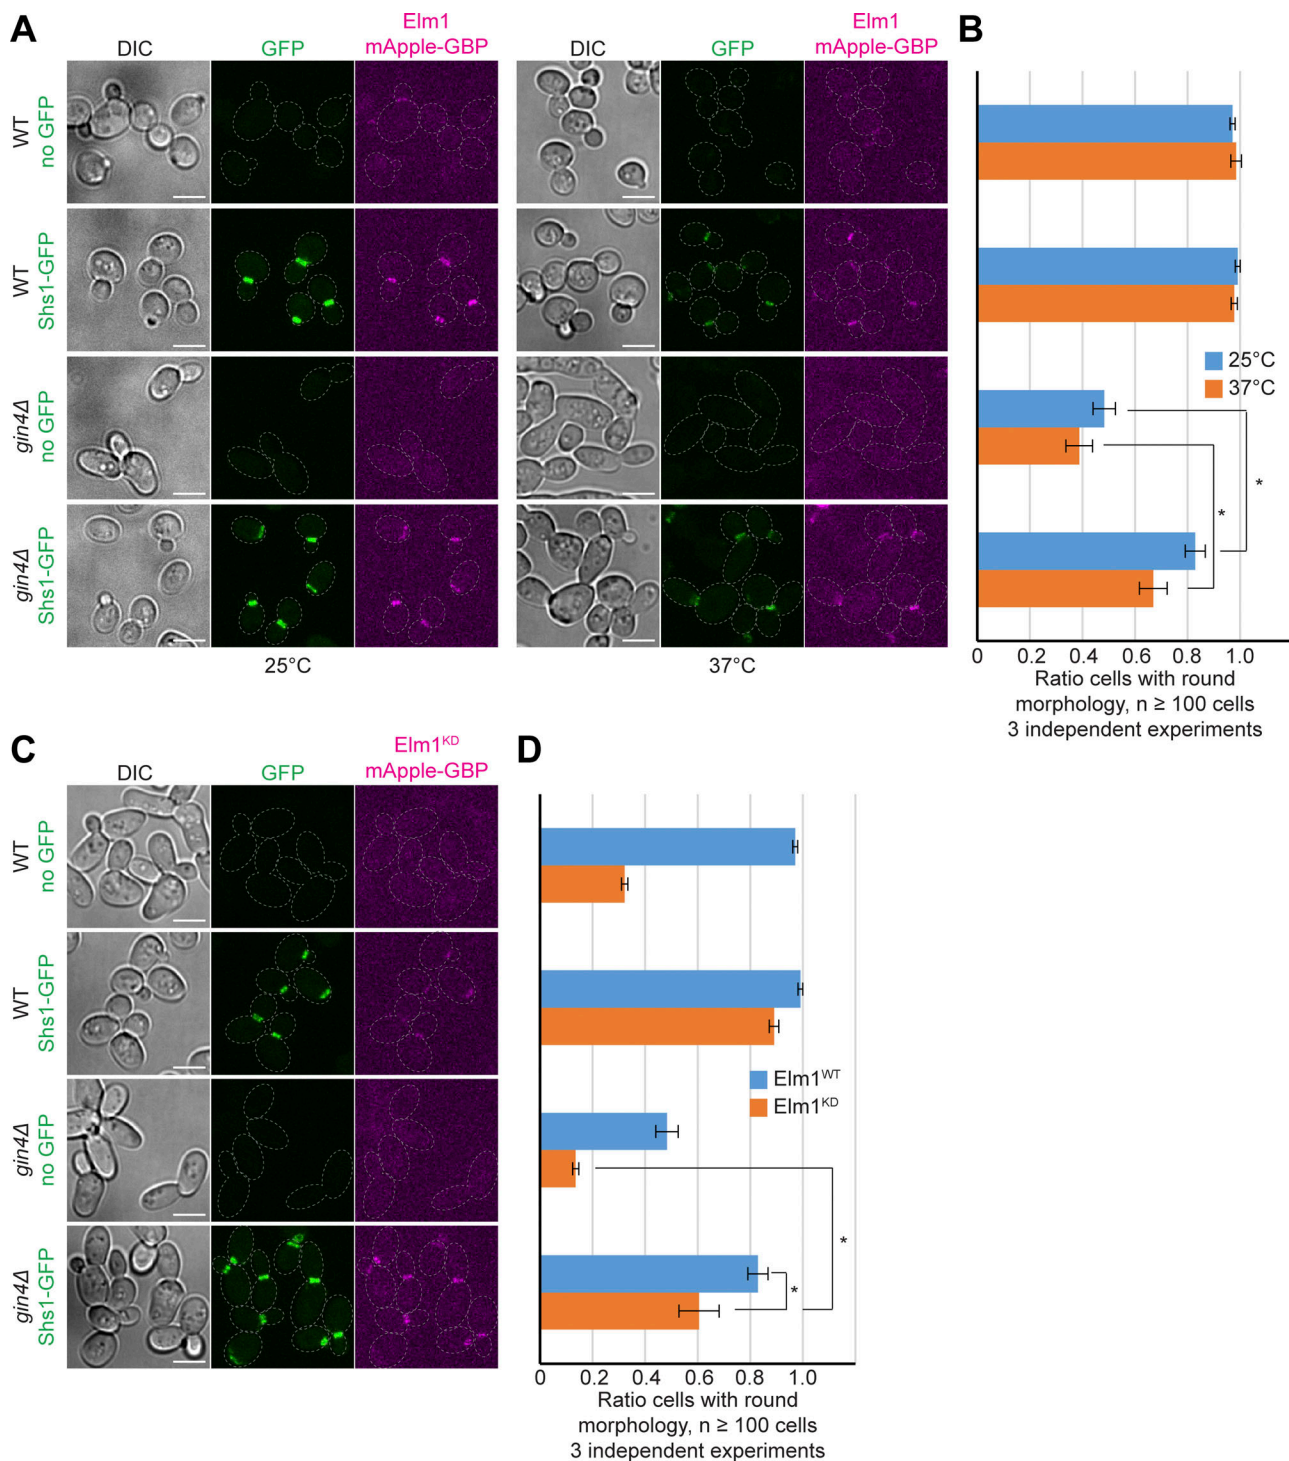 A
DIC
GFP
Elm1
mApple-GBP
DIC
GFP
Elm1
mApple-GBP
WT
no GFP
WT
Shs1-GFP
gin4Δ
no GFP
gin4Δ
Shs1-GFP
25°C
37°C
B
25°C
37°C
*
*
0 0.2 0.4 0.6 0.8 1.0
Ratio cells with round
morphology, n ≥ 100 cells
3 independent experiments
C
DIC
GFP
Elm1KD
mApple-GBP
WT
no GFP
WT
Shs1-GFP
gin4Δ
no GFP
gin4Δ
Shs1-GFP
D
Elm1WT
Elm1KD
*
*
0 0.2 0.4 0.6 0.8 1.0
Ratio cells with round
morphology, n ≥ 100 cells
3 independent experiments